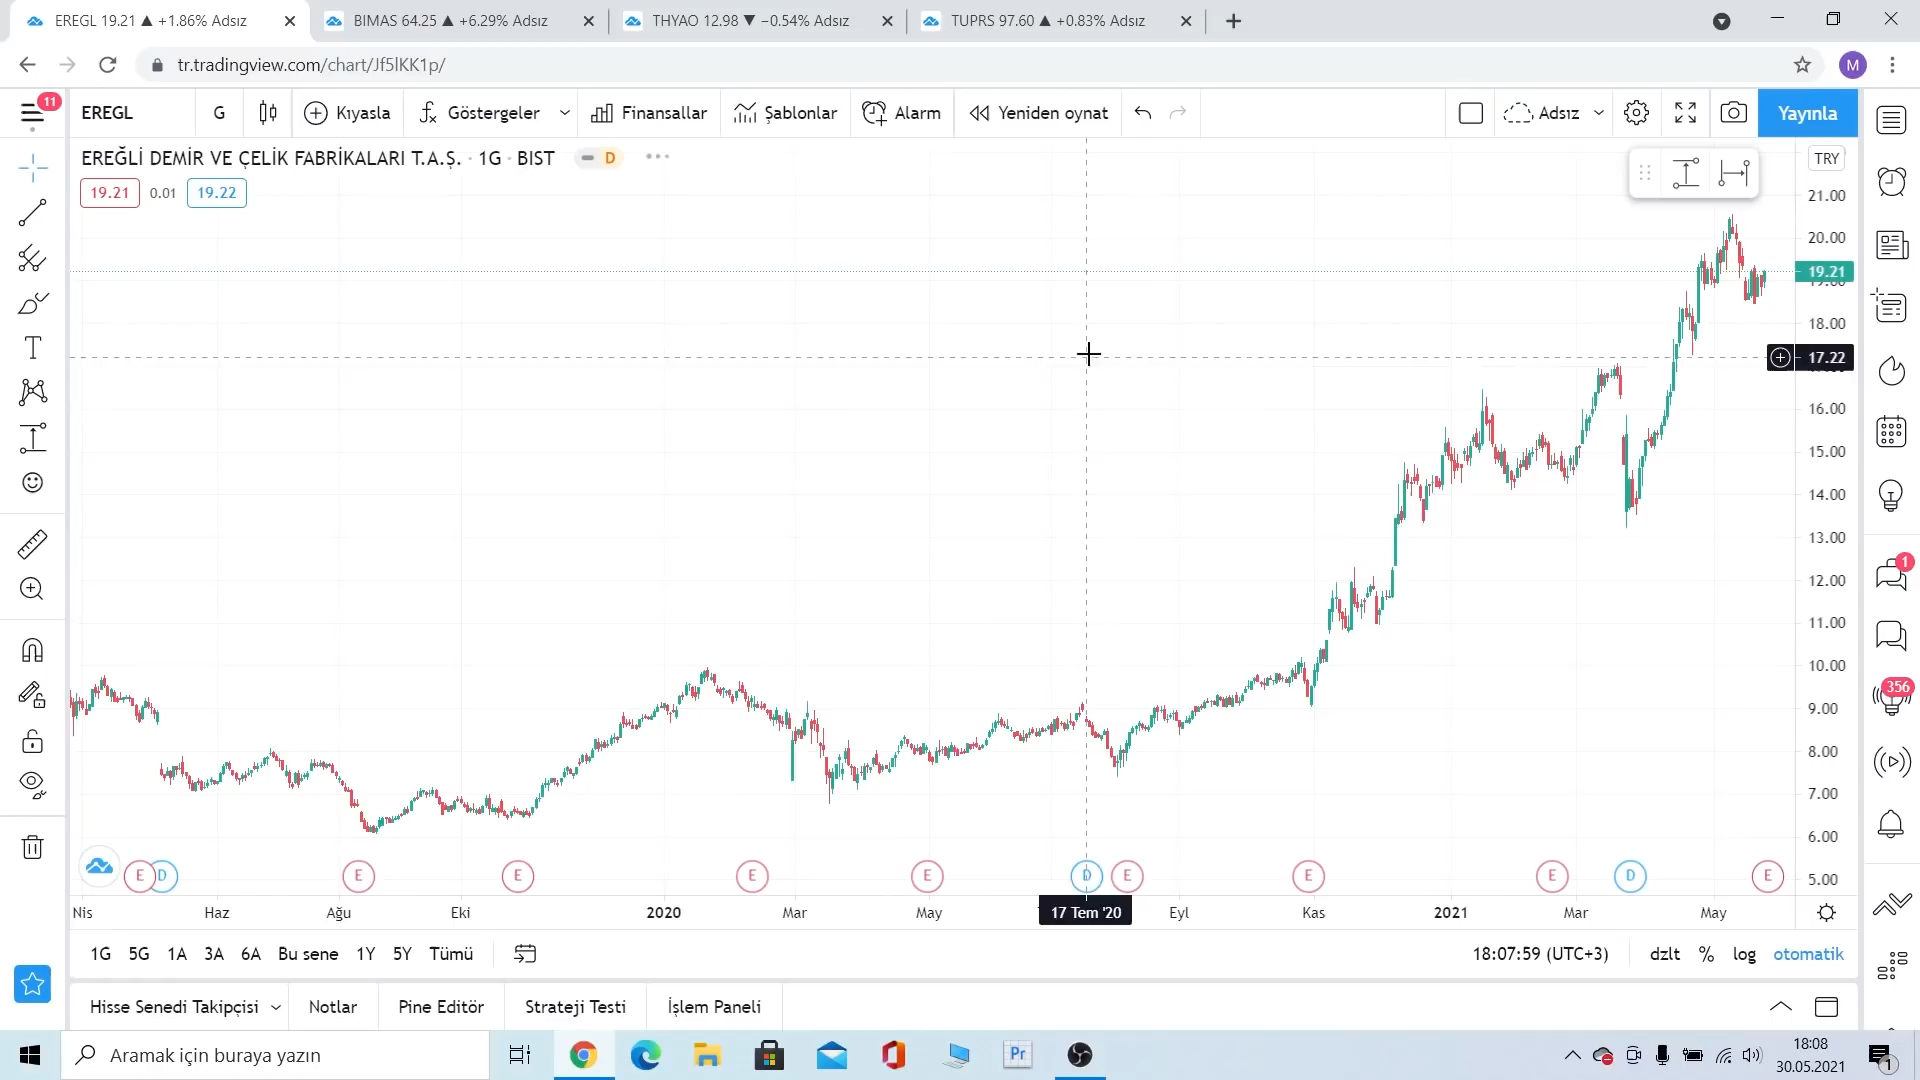 EREGL 19.21 ▲ +1.86% Adsız
BIMAS 64.25 ▲ +6.29% Adsız
THYAO 12.98 ▼ −0.54% Adsız
TUPRS 97.60 ▲ +0.83% Adsız
tr.tradingview.com/chart/Jf5lKK1p/
M
11
EREGL
G
Kıyasla
Göstergeler
Finansallar
Şablonlar
Alarm
Yeniden oynat
Adsız
Yayınla
EREĞLİ DEMİR VE ÇELİK FABRİKALARI T.A.Ş. · 1G · BIST
D
19.21 0.01 19.22
TRY
21.00
20.00
19.21
19.00
18.00
17.22
16.00
15.00
14.00
13.00
12.00
11.00
10.00
9.00
8.00
7.00
6.00
5.00
1
356
E D E E E E D E E E D E
Nis Haz Ağu Eki 2020 Mar May 17 Tem '20 Eyl Kas 2021 Mar May
1G 5G 1A 3A 6A Bu sene 1Y 5Y Tümü
18:07:59 (UTC+3) dzlt % log otomatik
Hisse Senedi Takipçisi Notlar Pine Editör Strateji Testi İşlem Paneli
Aramak için buraya yazın
Pr
18:08
30.05.2021
1